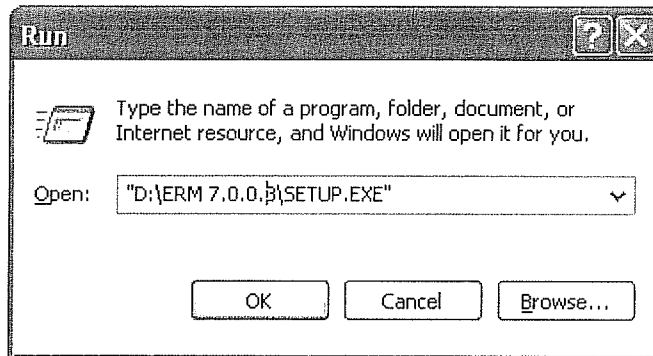 Run
Type the name of a program, folder, document, or
Internet resource, and Windows will open it for you.
Open: "D:\ERM 7.0.0.3\SETUP.EXE"
OK Cancel Browse...